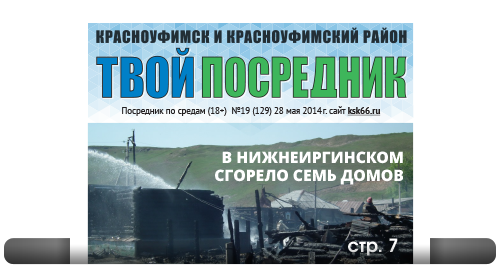 КРАСНОУФИМСК И КРАСНОУФИМСКИЙ РАЙОН
ТВОЙ ПОСРЕДНИК
Посредник по средам (18+) №19 (129) 28 мая 2014 г. сайт ksk66.ru
В НИЖНЕИРГИНСКОМ
СГОРЕЛО СЕМЬ ДОМОВ
стр. 7